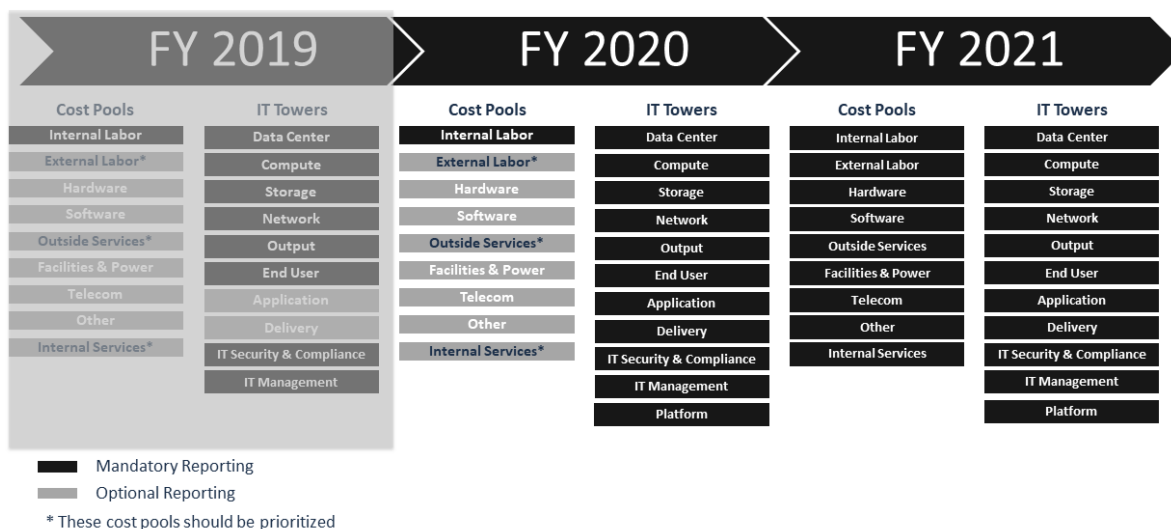 FY 2019
FY 2020
FY 2021
Cost Pools
Internal Labor
External Labor*
Hardware
Software
Outside Services*
Facilities & Power
Telecom
Other
Internal Services*
IT Towers
Data Center
Compute
Storage
Network
Output
End User
Application
Delivery
IT Security & Compliance
IT Management
Cost Pools
Internal Labor
External Labor*
Hardware
Software
Outside Services*
Facilities & Power
Telecom
Other
Internal Services*
IT Towers
Data Center
Compute
Storage
Network
Output
End User
Application
Delivery
IT Security & Compliance
IT Management
Platform
Cost Pools
Internal Labor
External Labor
Hardware
Software
Outside Services
Facilities & Power
Telecom
Other
Internal Services
IT Towers
Data Center
Compute
Storage
Network
Output
End User
Application
Delivery
IT Security & Compliance
IT Management
Platform
Mandatory Reporting
Optional Reporting
* These cost pools should be prioritized